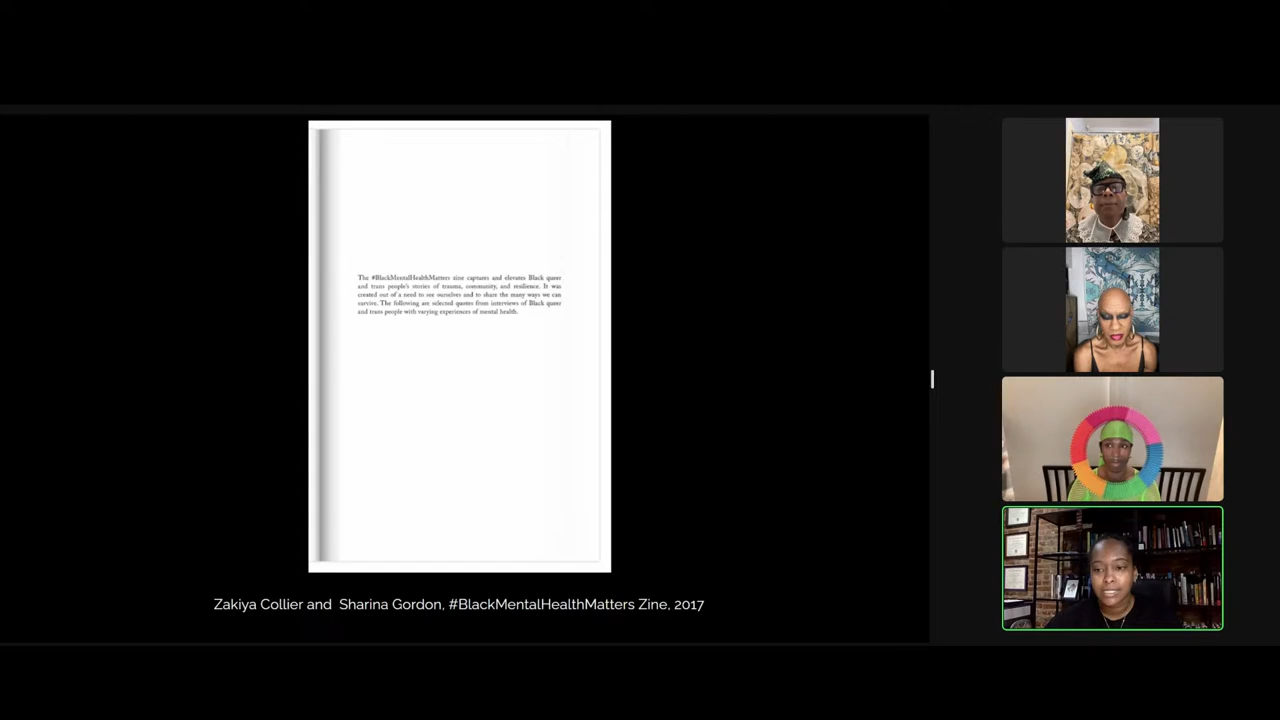 The #BlackMentalHealthMatters zine captures and elevates Black queer
and trans people's stories of trauma, community, and resilience. It was
created out of a need to see ourselves and to share the many ways we can
survive. The following are selected quotes from interviews of Black queer
and trans people with varying experiences of mental health.
Zakiya Collier and Sharina Gordon, #BlackMentalHealthMatters Zine, 2017